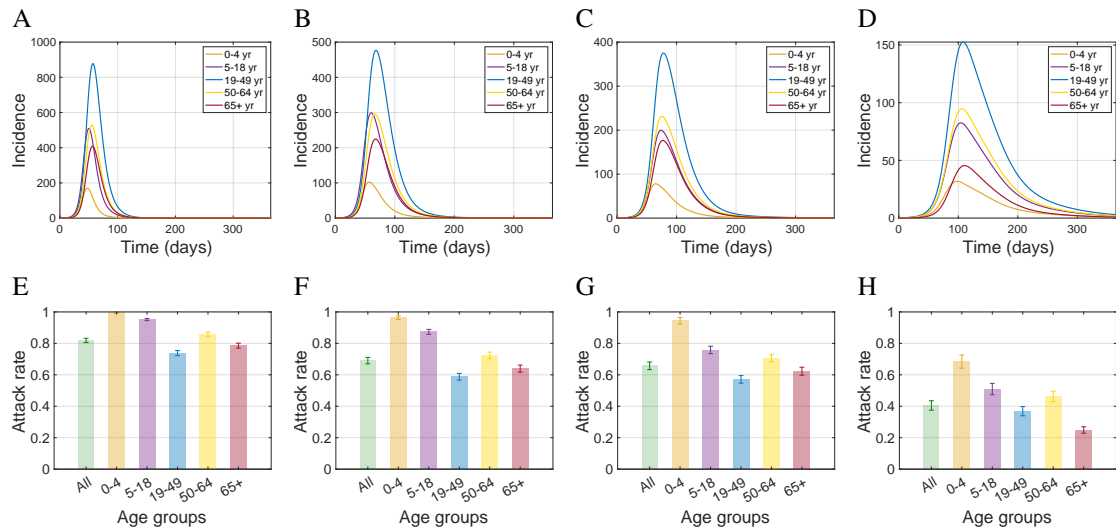 A
1000
800
600
400
200
0
Incidence
0 100 200 300
Time (days)
0-4 yr
5-18 yr
19-49 yr
50-64 yr
65+ yr
B
500
400
300
200
100
0
Incidence
0 100 200 300
Time (days)
0-4 yr
5-18 yr
19-49 yr
50-64 yr
65+ yr
C
400
300
200
100
0
Incidence
0 100 200 300
Time (days)
0-4 yr
5-18 yr
19-49 yr
50-64 yr
65+ yr
D
150
100
50
0
Incidence
0 100 200 300
Time (days)
0-4 yr
5-18 yr
19-49 yr
50-64 yr
65+ yr
E
1
0.8
0.6
0.4
0.2
0
Attack rate
All 0-4 5-18 19-49 50-64 65+
Age groups
F
1
0.8
0.6
0.4
0.2
0
Attack rate
All 0-4 5-18 19-49 50-64 65+
Age groups
G
1
0.8
0.6
0.4
0.2
0
Attack rate
All 0-4 5-18 19-49 50-64 65+
Age groups
H
1
0.8
0.6
0.4
0.2
0
Attack rate
All 0-4 5-18 19-49 50-64 65+
Age groups